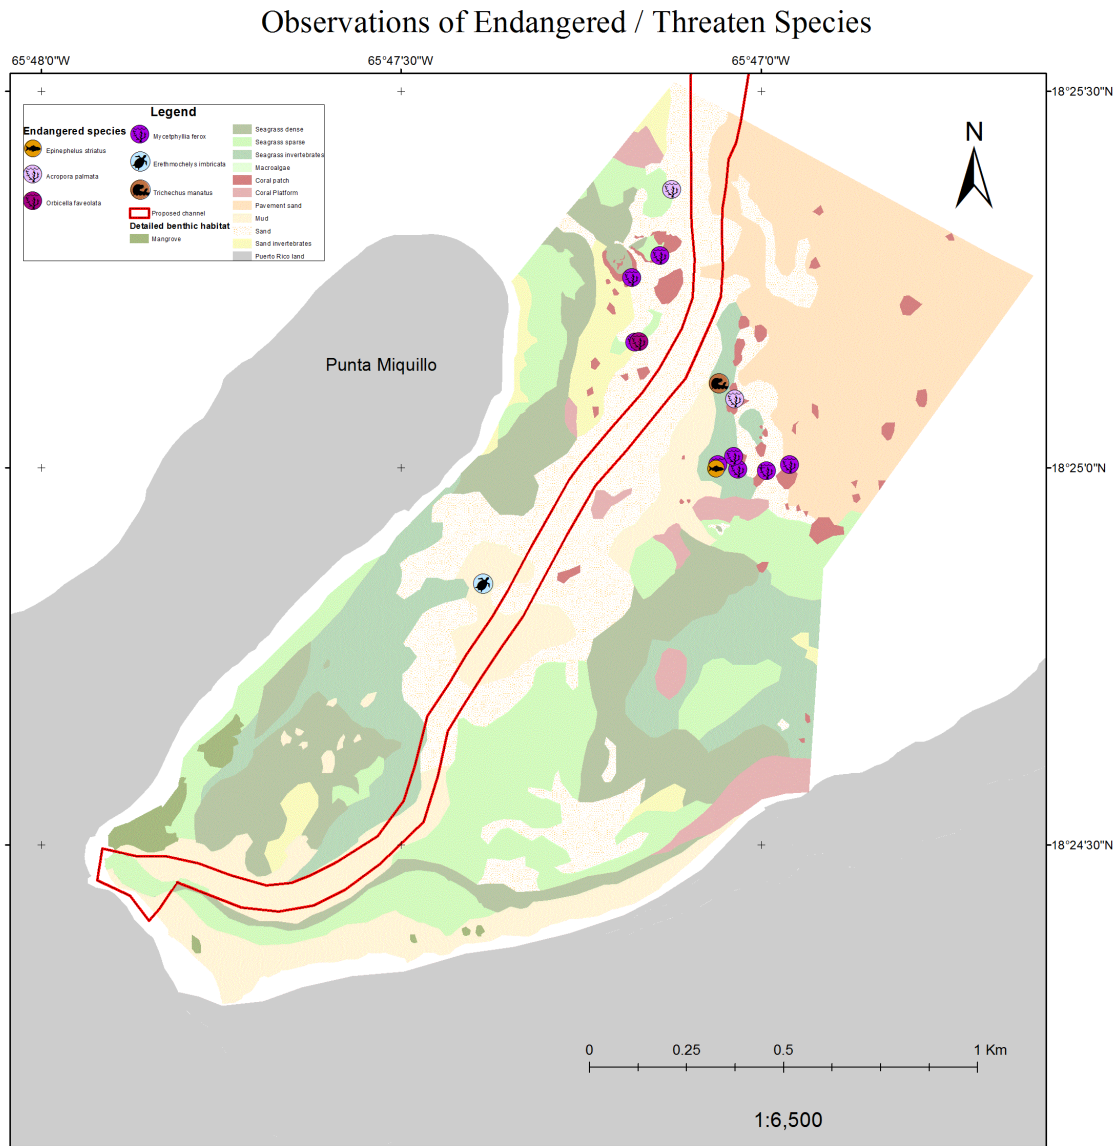 Observations of Endangered / Threaten Species
65°48'0"W
65°47'30"W
65°47'0"W
18°25'30"N
18°25'0"N
18°24'30"N
Legend
Endangered species
Epinephelus striatus
Acropora palmata
Orbicella faveolata
Mycetphyllia ferox
Erethmochelys imbricata
Trichechus manatus
Proposed channel
Detailed benthic habitat
Mangrove
Seagrass dense
Seagrass sparse
Seagrass invertebrates
Macroalgae
Coral patch
Coral Platform
Pavement sand
Mud
Sand
Sand invertebrates
Puerto Rico land
N
Punta Miquillo
0 0.25 0.5 1 Km
1:6,500